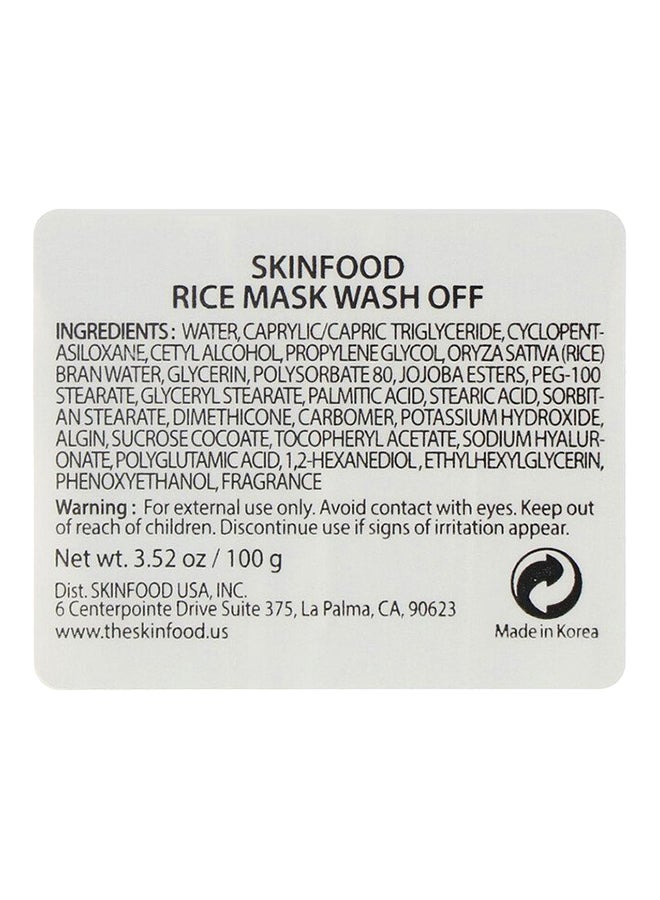 SKINFOOD
RICE MASK WASH OFF
INGREDIENTS : WATER, CAPRYLIC/CAPRIC TRIGLYCERIDE, CYCLOPENT-
ASILOXANE, CETYL ALCOHOL, PROPYLENE GLYCOL, ORYZA SATIVA (RICE)
BRAN WATER, GLYCERIN, POLYSORBATE 80, JOJOBA ESTERS, PEG-100
STEARATE, GLYCERYL STEARATE, PALMITIC ACID, STEARIC ACID, SORBIT-
AN STEARATE, DIMETHICONE, CARBOMER, POTASSIUM HYDROXIDE,
ALGIN, SUCROSE COCOATE, TOCOPHERYL ACETATE, SODIUM HYALUR-
ONATE, POLYGLUTAMIC ACID, 1,2-HEXANEDIOL , ETHYLHEXYLGLYCERIN,
PHENOXYETHANOL, FRAGRANCE
Warning : For external use only. Avoid contact with eyes. Keep out
of reach of children. Discontinue use if signs of irritation appear.
Net wt. 3.52 oz / 100 g
Dist. SKINFOOD USA, INC.
6 Centerpointe Drive Suite 375, La Palma, CA, 90623
www.theskinfood.us
Made in Korea